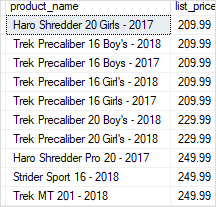 product_name list_price
Haro Shredder 20 Girls - 2017 209.99
Trek Precaliber 16 Boy's - 2018 209.99
Trek Precaliber 16 Boys - 2017 209.99
Trek Precaliber 16 Girl's - 2018 209.99
Trek Precaliber 16 Girls - 2017 209.99
Trek Precaliber 20 Boy's - 2018 229.99
Trek Precaliber 20 Girl's - 2018 229.99
Haro Shredder Pro 20 - 2017 249.99
Strider Sport 16 - 2018 249.99
Trek MT 201 - 2018 249.99